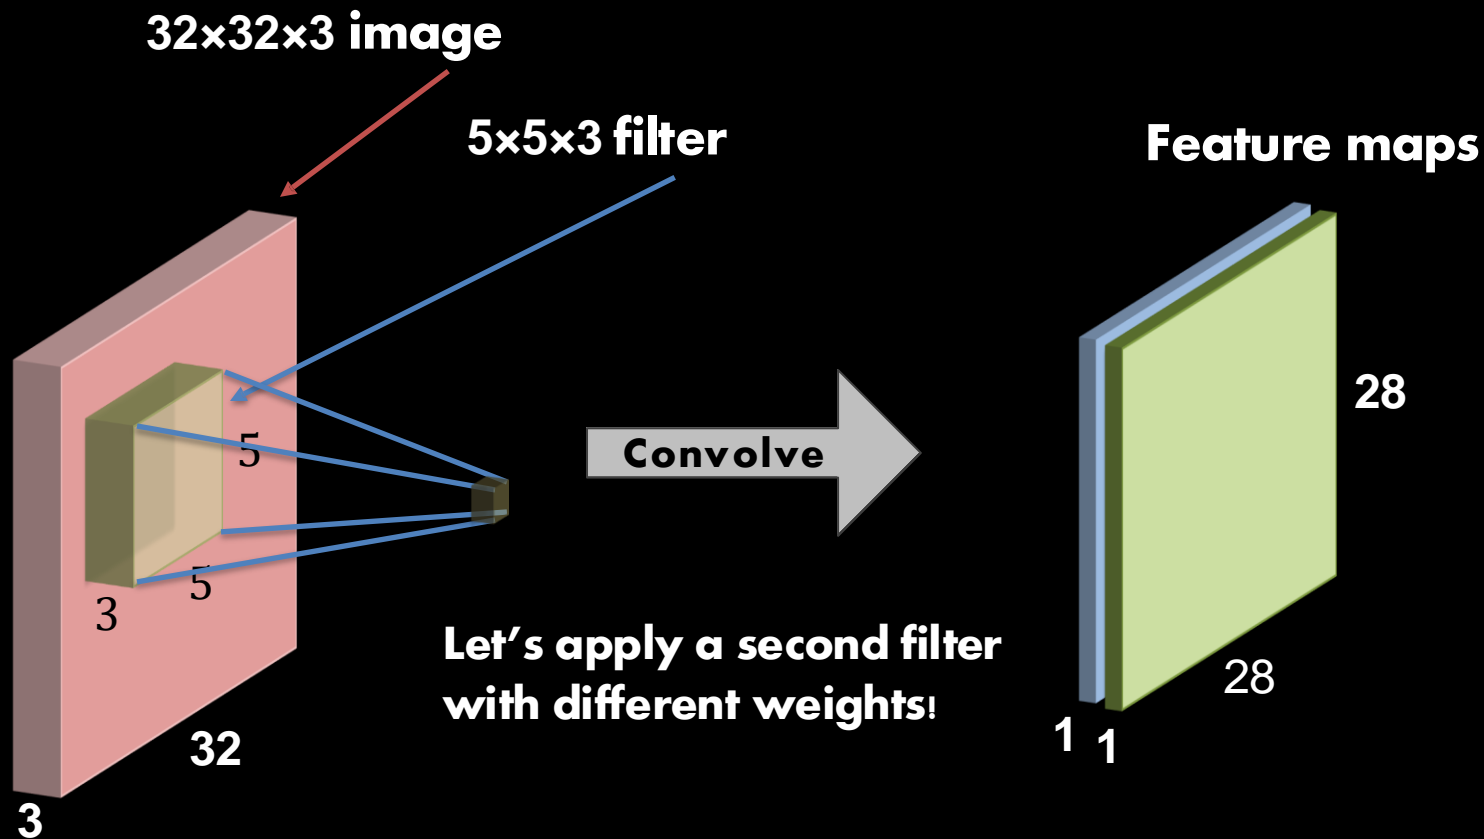 32×32×3 image
5×5×3 filter
Feature maps
5
5
3
32
3
Convolve
Let's apply a second filter
with different weights!
28
28
1
1